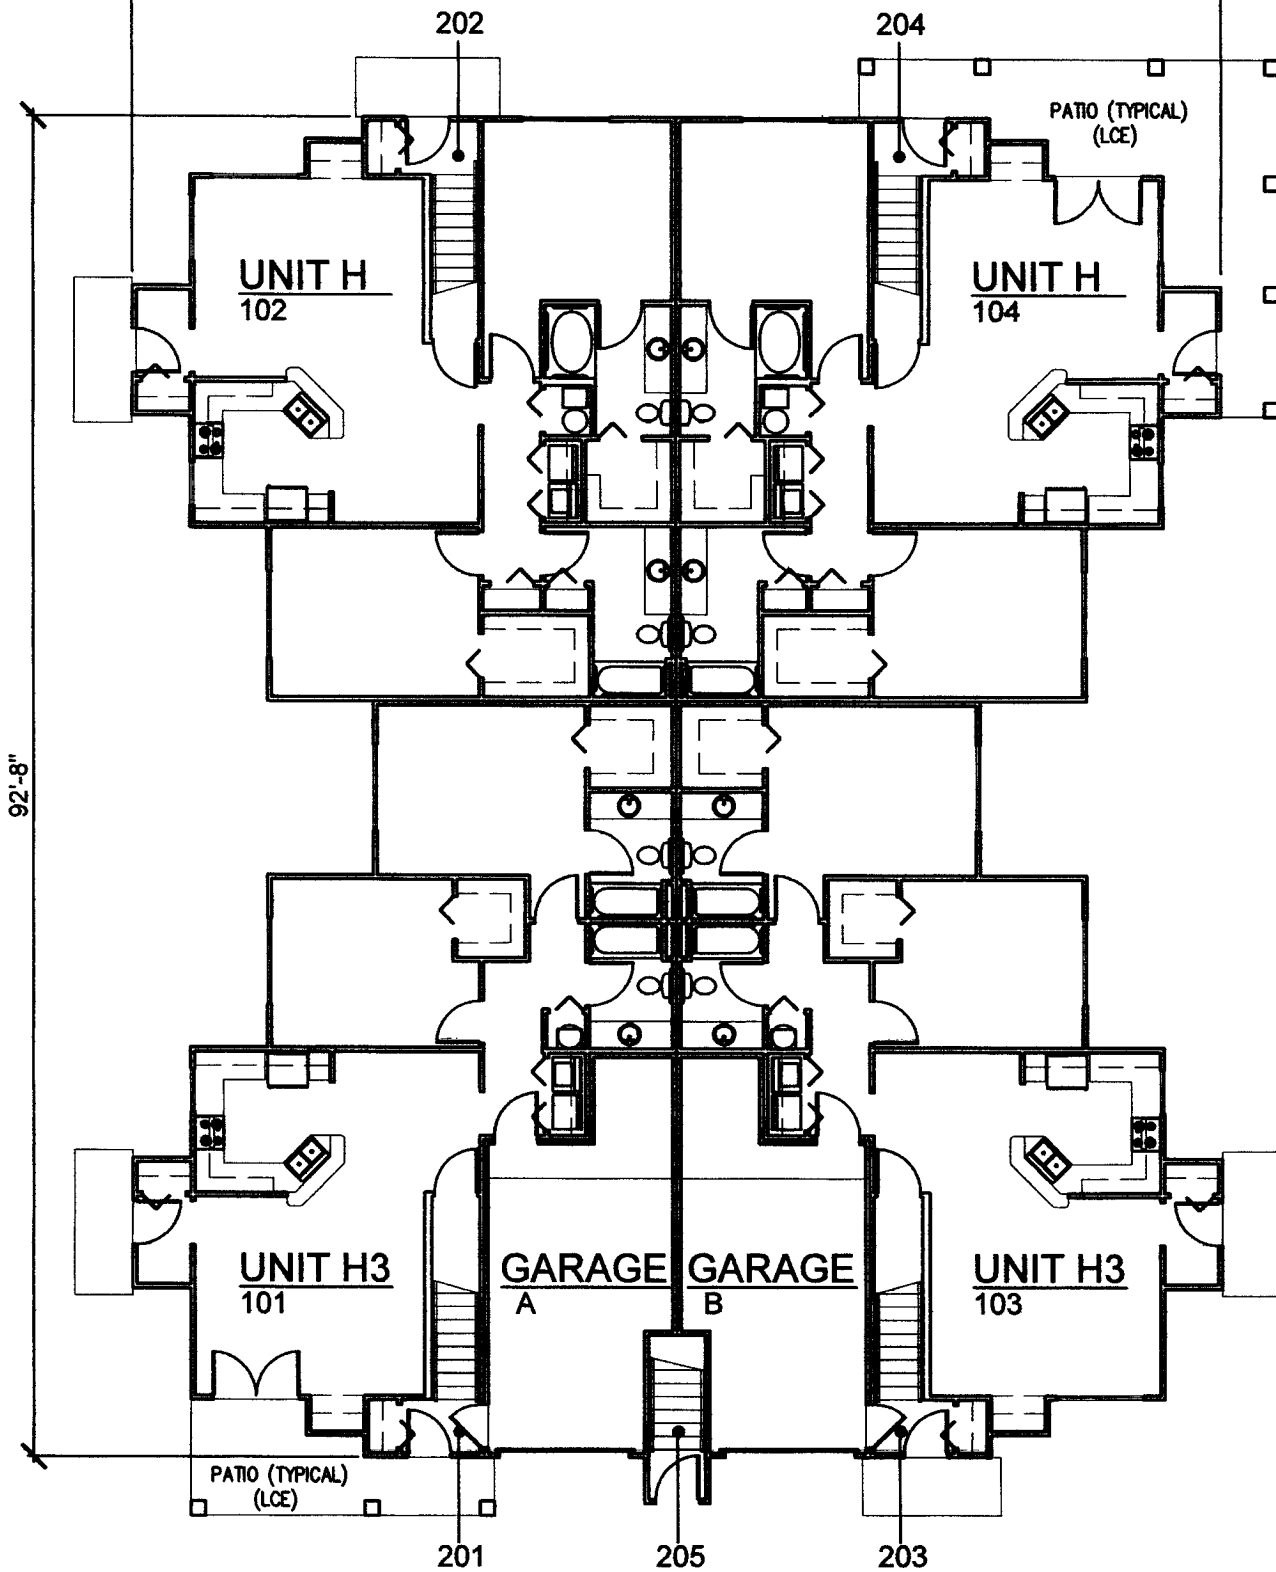 202
204
PATIO (TYPICAL)
(LCE)
UNIT H
102
UNIT H
104
92'-8"
UNIT H3
101
GARAGE
A
GARAGE
B
UNIT H3
103
PATIO (TYPICAL)
(LCE)
201
205
203